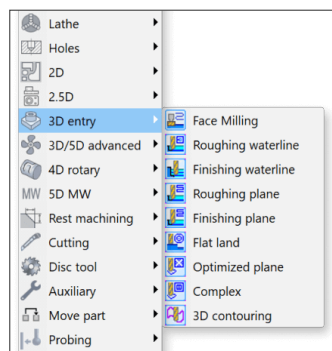 Lathe
Holes
2D
2.5D
3D entry
3D/5D advanced
4D rotary
MW 5D MW
Rest machining
Cutting
Disc tool
Auxiliary
Move part
Probing
Face Milling
Roughing waterline
Finishing waterline
Roughing plane
Finishing plane
Flat land
Optimized plane
Complex
3D contouring